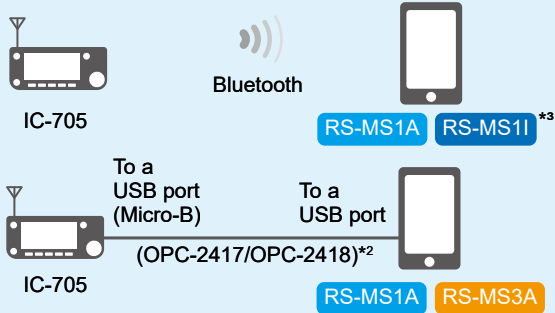 Bluetooth
IC-705
RS-MS1A RS-MS1I *3
To a
USB port
(Micro-B)
To a
USB port
(OPC-2417/OPC-2418)*2
IC-705
RS-MS1A RS-MS3A